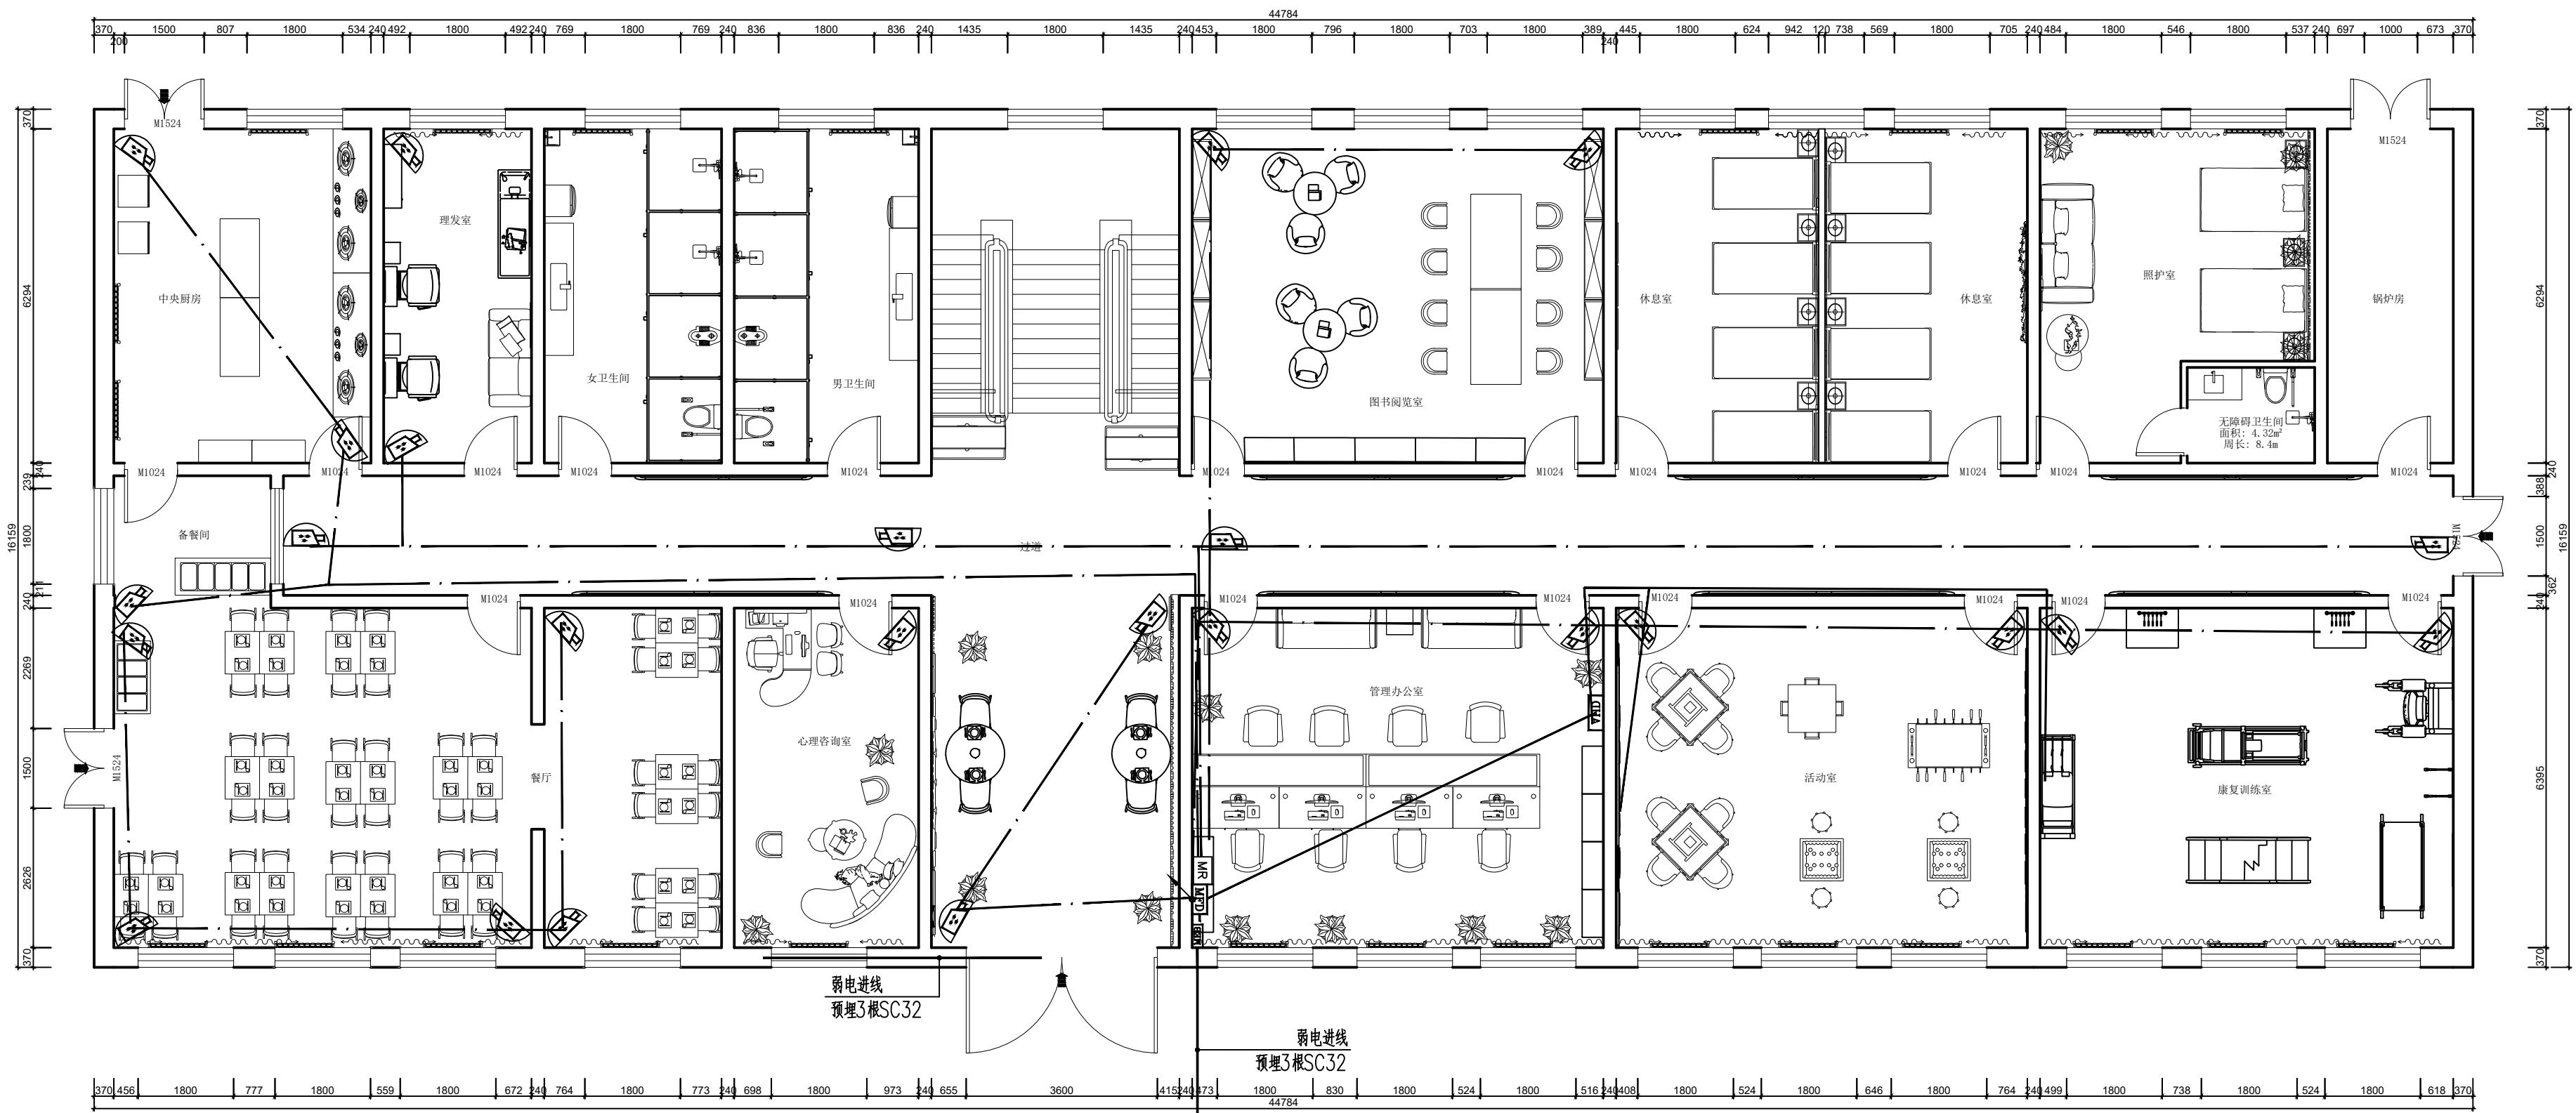 44784
370 200 1500 807 1800 534 240 492 1800 492 240 769 1800 769 240 836 1800 836 240 1435 1800 1435 240 453 1800 796 1800 703 1800 389 240 445 1800 624 942 120 738 569 1800 705 240 484 1800 546 1800 537 240 697 1000 673 370
M1524
M1524
理发室
中央厨房
女卫生间
男卫生间
图书阅览室
休息室
休息室
照护室
锅炉房
无障碍卫生间
面积: 4.32m²
周长: 8.4m
M1024
M1024
M1024
M1024
M1024
M1024
M1024
M1024
M1024
M1024
M1024
备餐间
过道
M1524
M1024
M1024
M1024
M1024
M1024
M1024
M1024
M1024
管理办公室
VHD
心理咨询室
餐厅
活动室
康复训练室
M1524
MR
弱电进线
预埋3根SC32
弱电进线
预埋3根SC32
370
6294
240
239
1800
211
240
2269
1500
2626
370
16159
370
6294
240
388
1500
362
240
6395
370
16159
370 456 1800 777 1800 559 1800 672 240 764 1800 773 240 698 1800 973 240 655 3600 415 240 473 1800 830 1800 524 1800 516 240 408 1800 524 1800 646 1800 764 240 499 1800 738 1800 524 1800 618 370
44784